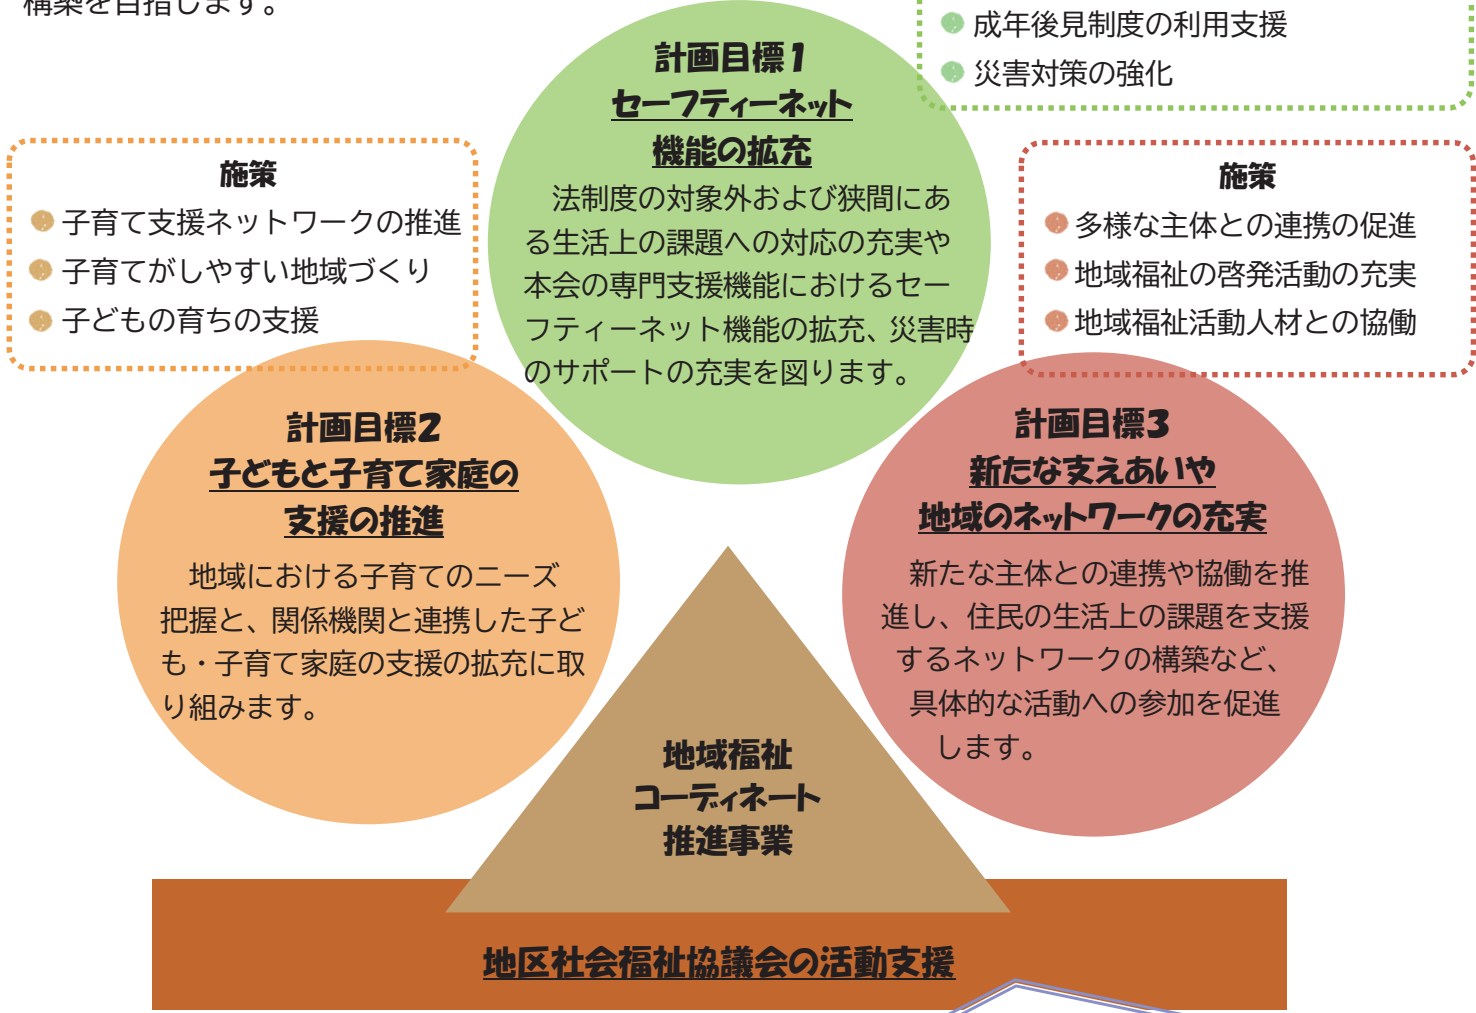 構築を目指します。
成年後見制度の利用支援
災害対策の強化
計画目標1
セーフティーネット
機能の拡充
法制度の対象外および狭間にあ
る生活上の課題への対応の充実や
本会の専門支援機能におけるセー
フティーネット機能の拡充、災害時
のサポートの充実を図ります。
施策
子育て支援ネットワークの推進
子育てがしやすい地域づくり
子どもの育ちの支援
施策
多様な主体との連携の促進
地域福祉の啓発活動の充実
地域福祉活動人材との協働
計画目標2
子どもと子育て家庭の
支援の推進
地域における子育てのニーズ
把握と、関係機関と連携した子ど
も・子育て家庭の支援の拡充に取
り組みます。
計画目標3
新たな支えあいや
地域のネットワークの充実
新たな主体との連携や協働を推
進し、住民の生活上の課題を支援
するネットワークの構築など、
具体的な活動への参加を促進
します。
地域福祉
コーディネート
推進事業
地区社会福祉協議会の活動支援